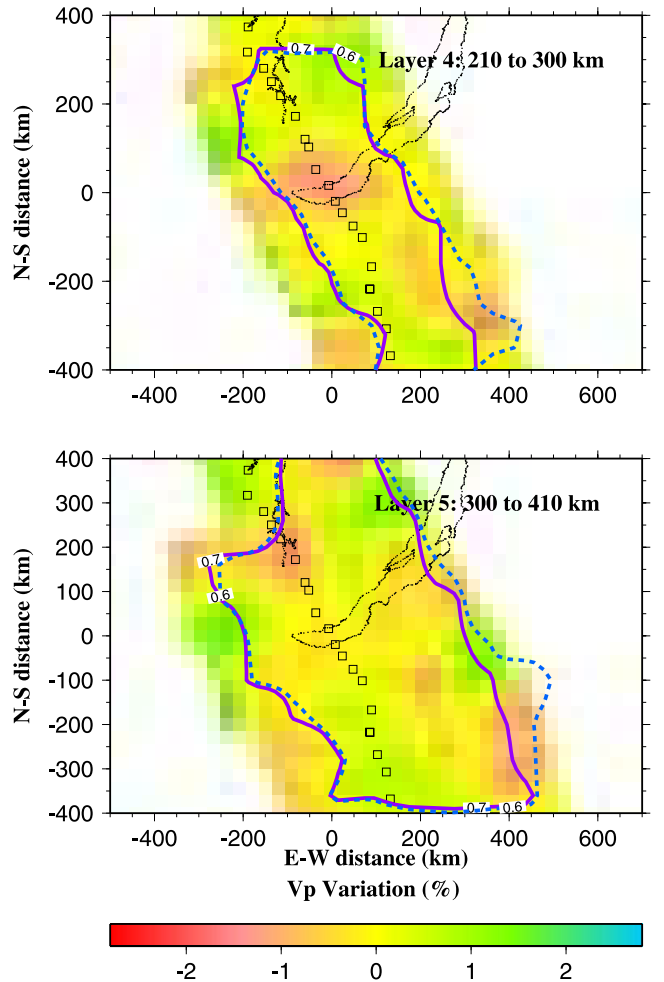 400
200
0
-200
-400
N-S distance (km)
0.7
0.6
Layer 4: 210 to 300 km
-400 -200 0 200 400 600
400
300
200
100
0
-100
-200
-300
-400
N-S distance (km)
Layer 5: 300 to 410 km
0.7
0.6
0.7
0.6
-400 -200 0 200 400 600
E-W distance (km)
Vp Variation (%)
-2 -1 0 1 2